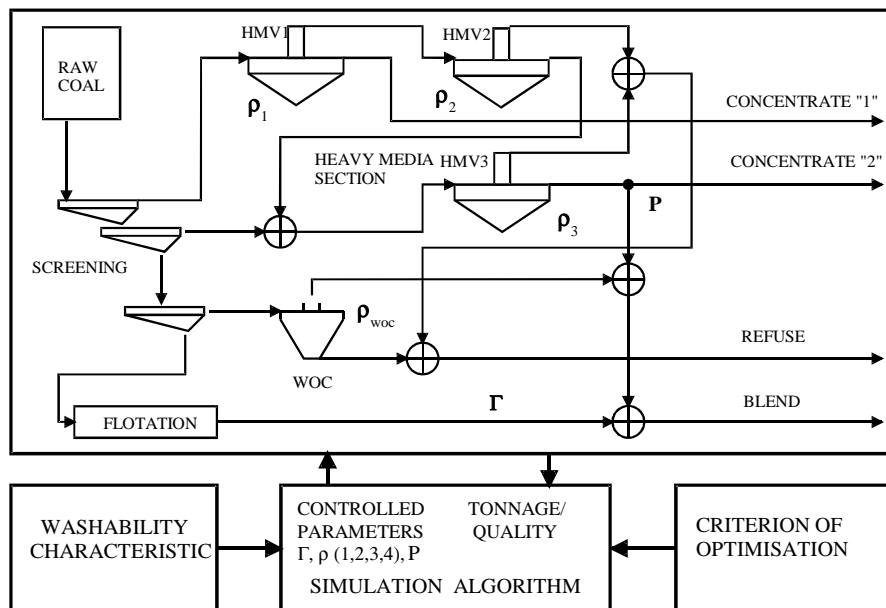 HMV1
HMV2
RAW
COAL
ρ1
ρ2
CONCENTRATE "1"
HEAVY MEDIA
SECTION
HMV3
CONCENTRATE "2"
P
ρ3
SCREENING
ρWOC
REFUSE
WOC
Γ
BLEND
FLOTATION
WASHABILITY
CHARACTERISTIC
CONTROLLED
PARAMETERS
Γ, ρ (1,2,3,4), P
TONNAGE/
QUALITY
SIMULATION ALGORITHM
CRITERION OF
OPTIMISATION